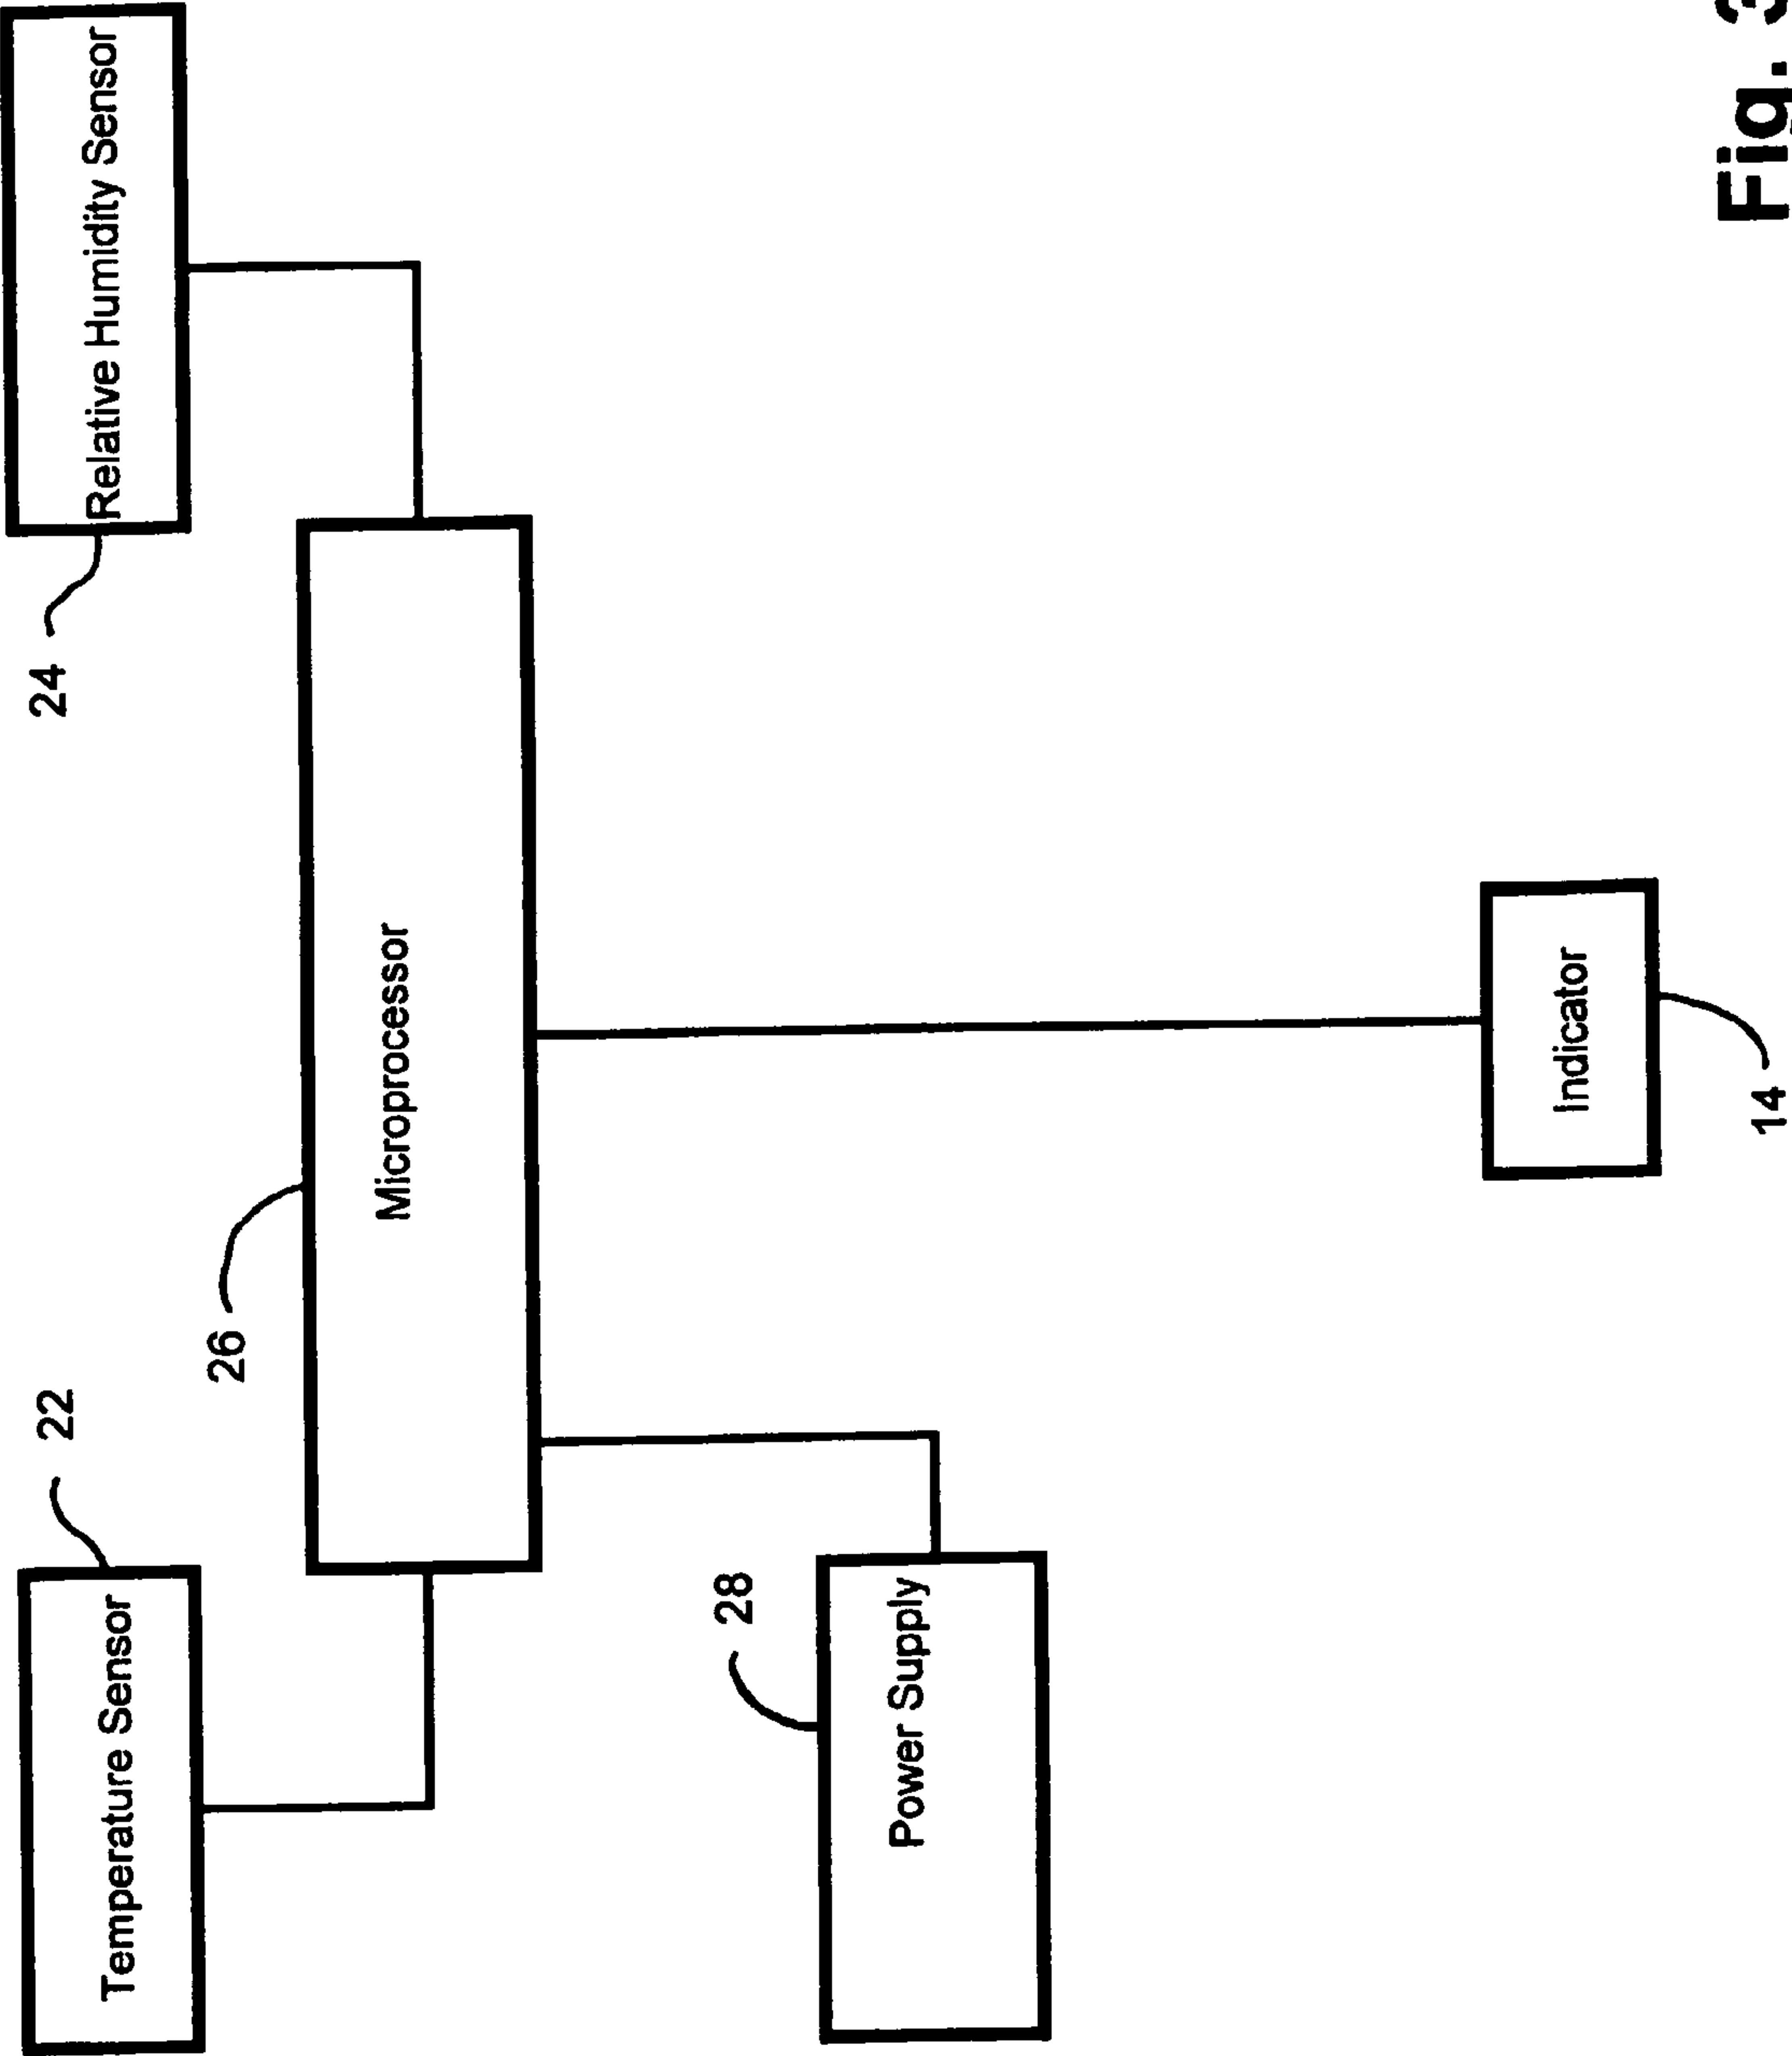 22
24
Temperature Sensor
Relative Humidity Sensor
26
Microprocessor
28
Power Supply
Indicator
14
Fig. 3